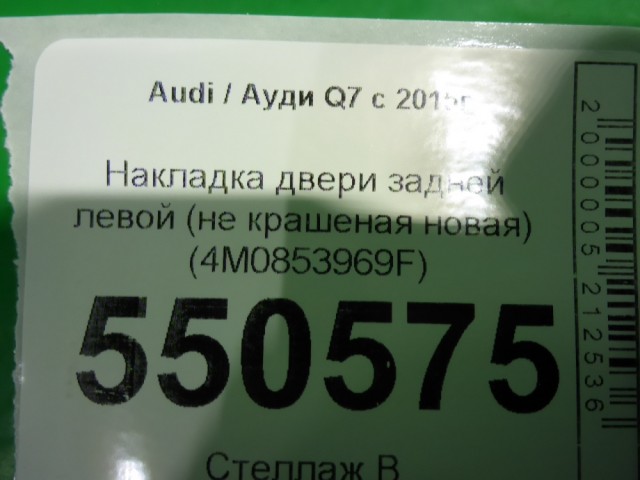 Audi / Ауди Q7 с 2015г
Накладка двери задней
левой (не крашеная новая)
(4M0853969F)
550575
Стеллаж В
2000005212536